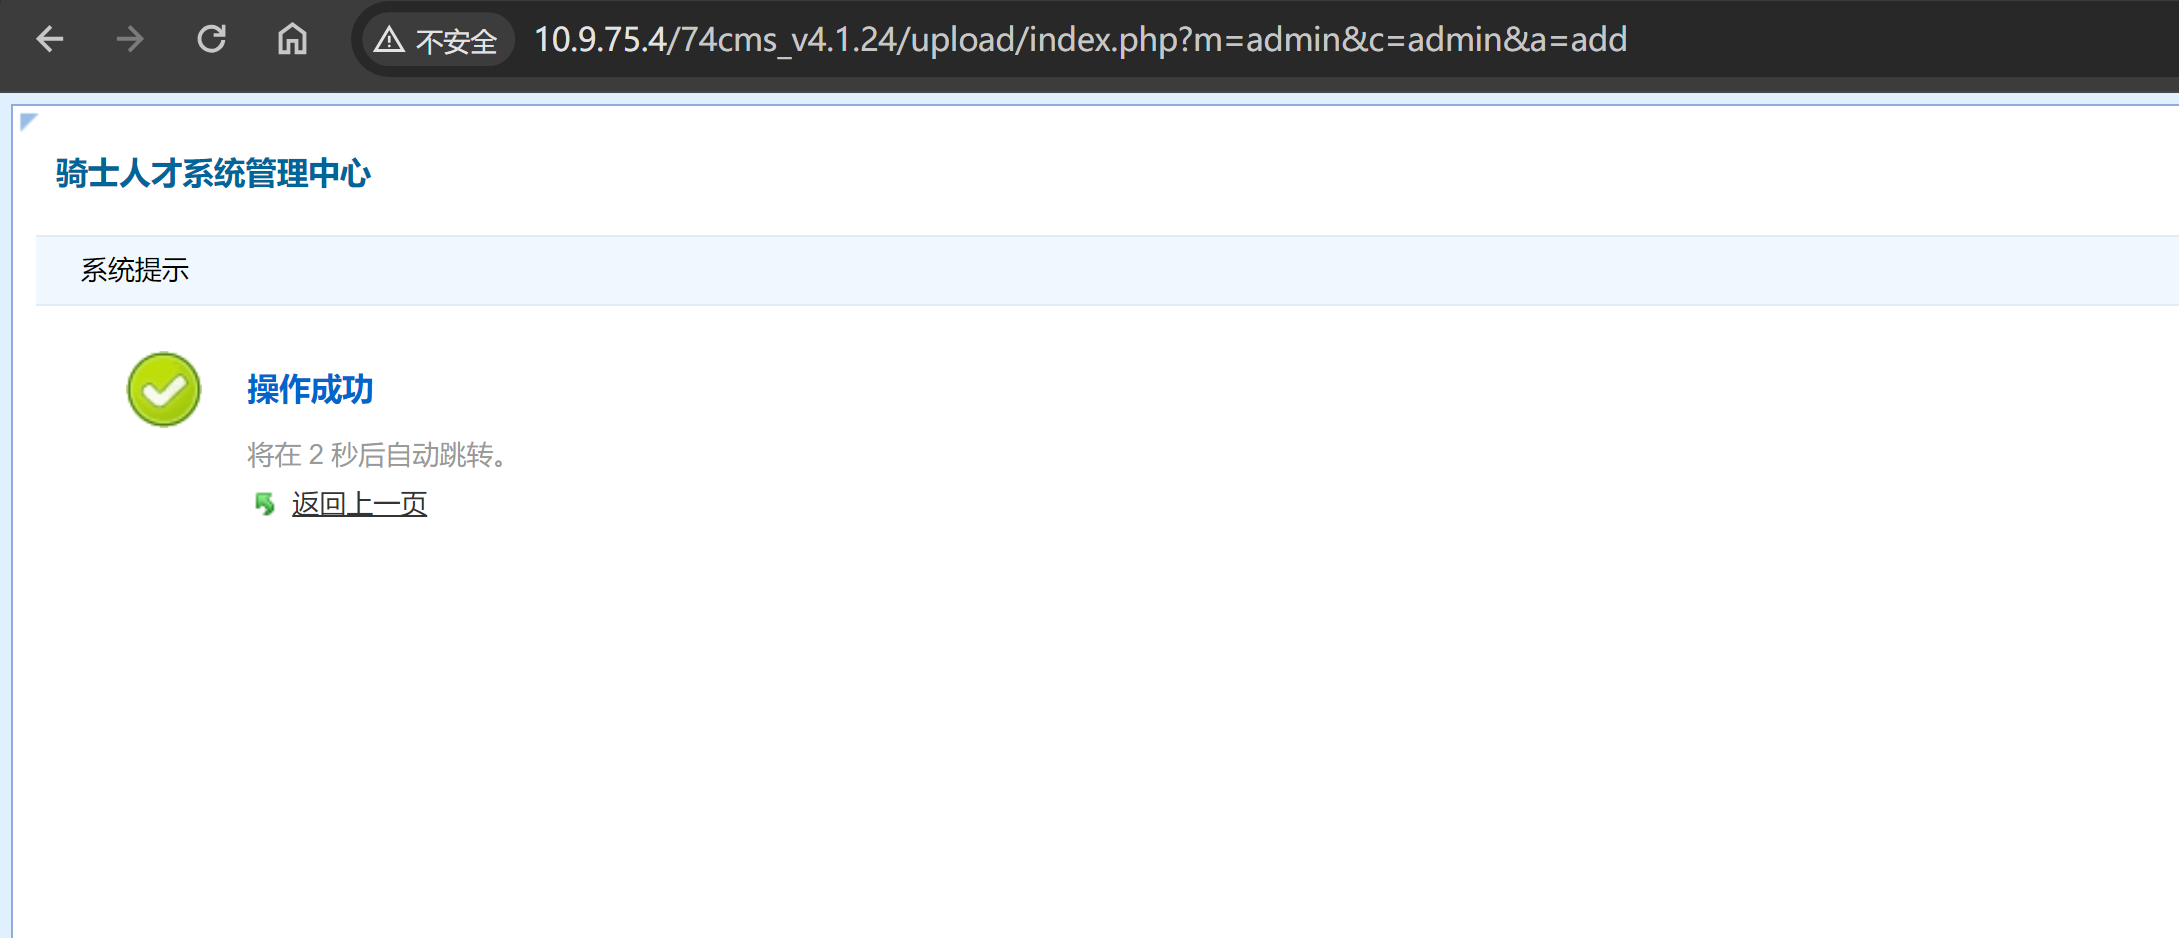 不安全 10.9.75.4/74cms_v4.1.24/upload/index.php?m=admin&c=admin&a=add
骑士人才系统管理中心
系统提示
操作成功
将在 2 秒后自动跳转。
返回上一页